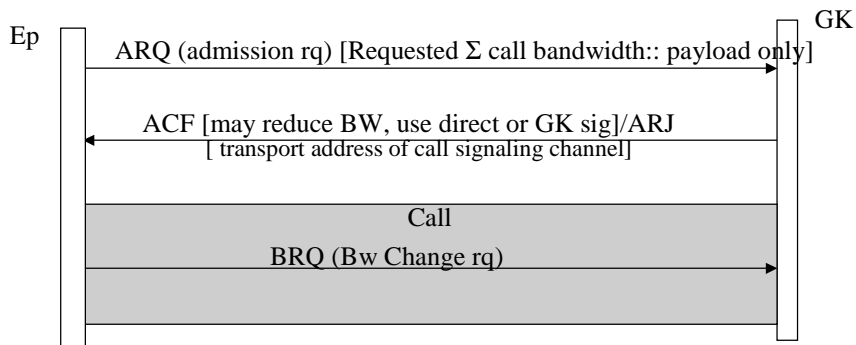 Ep
GK
ARQ (admission rq) [Requested Σ call bandwidth:: payload only]
ACF [may reduce BW, use direct or GK sig]/ARJ
[ transport address of call signaling channel]
Call
BRQ (Bw Change rq)